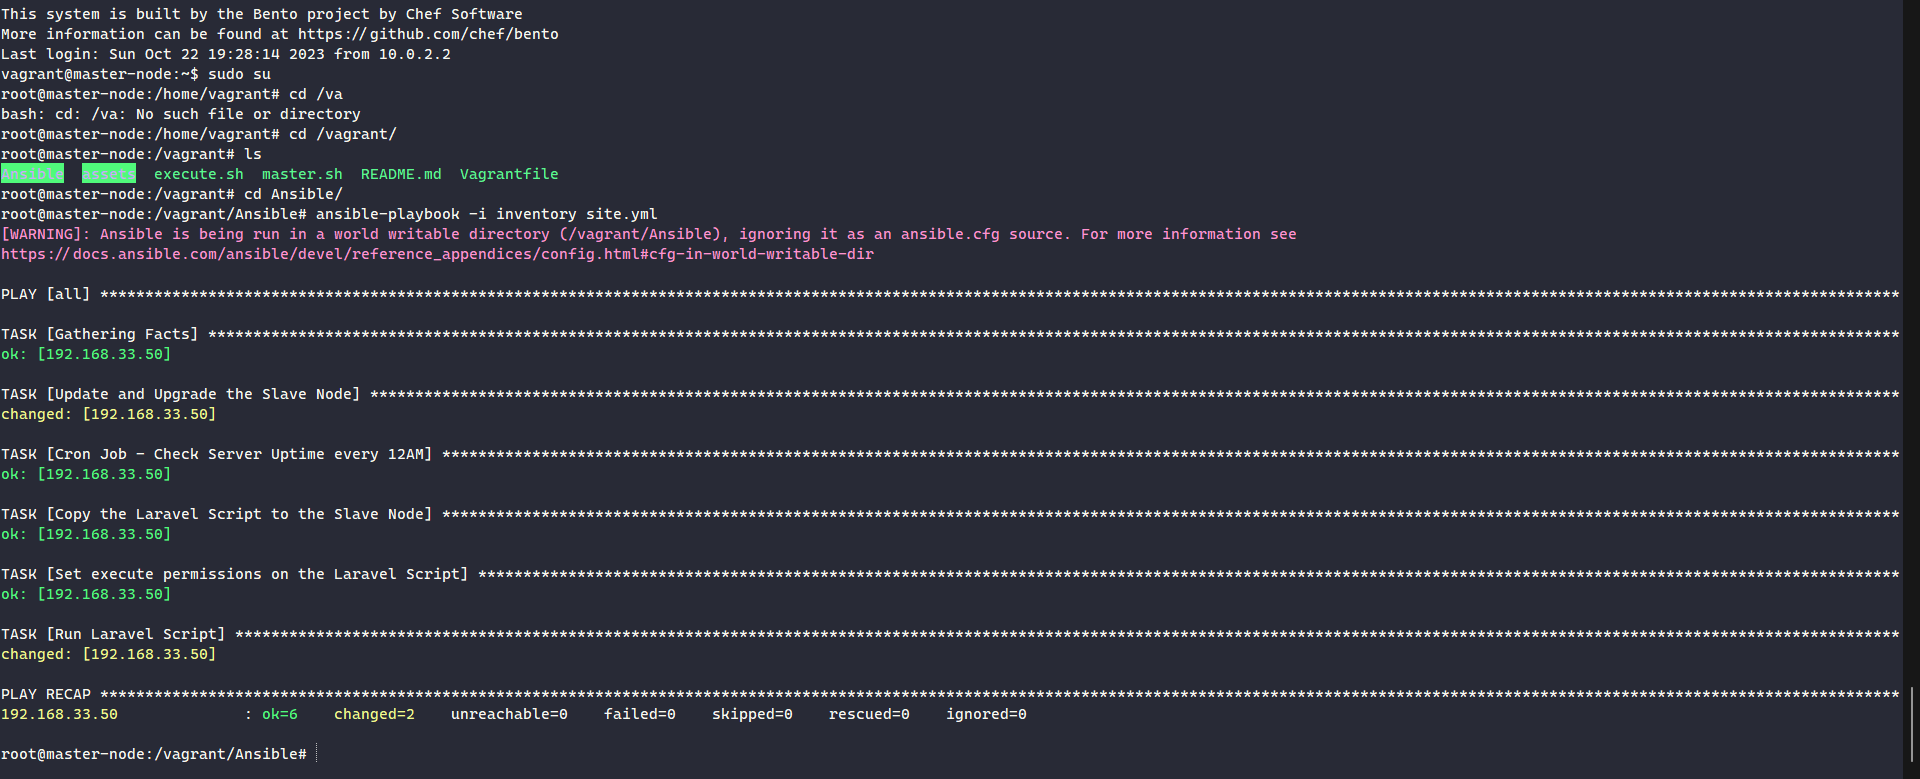 This system is built by the Bento project by Chef Software
More information can be found at https://github.com/chef/bento
Last login: Sun Oct 22 19:28:14 2023 from 10.0.2.2
vagrant@master-node:~$ sudo su
root@master-node:/home/vagrant# cd /va
bash: cd: /va: No such file or directory
root@master-node:/home/vagrant# cd /vagrant/
root@master-node:/vagrant# ls
Ansible  assets  execute.sh  master.sh  README.md  Vagrantfile
root@master-node:/vagrant# cd Ansible/
root@master-node:/vagrant/Ansible# ansible-playbook -i inventory site.yml
[WARNING]: Ansible is being run in a world writable directory (/vagrant/Ansible), ignoring it as an ansible.cfg source. For more information see
https://docs.ansible.com/ansible/devel/reference_appendices/config.html#cfg-in-world-writable-dir
PLAY [all] ****************************************************************************************************************************************************************************************************
TASK [Gathering Facts] ********************************************************************************************************************************************************************************************
ok: [192.168.33.50]
TASK [Update and Upgrade the Slave Node] **************************************************************************************************************************************************************************
changed: [192.168.33.50]
TASK [Cron Job - Check Server Uptime every 12AM] ******************************************************************************************************************************************************************
ok: [192.168.33.50]
TASK [Copy the Laravel Script to the Slave Node] ******************************************************************************************************************************************************************
ok: [192.168.33.50]
TASK [Set execute permissions on the Laravel Script] **************************************************************************************************************************************************************
ok: [192.168.33.50]
TASK [Run Laravel Script] *****************************************************************************************************************************************************************************************
changed: [192.168.33.50]
PLAY RECAP ********************************************************************************************************************************************************************************************************
192.168.33.50              : ok=6    changed=2    unreachable=0    failed=0    skipped=0    rescued=0    ignored=0
root@master-node:/vagrant/Ansible#